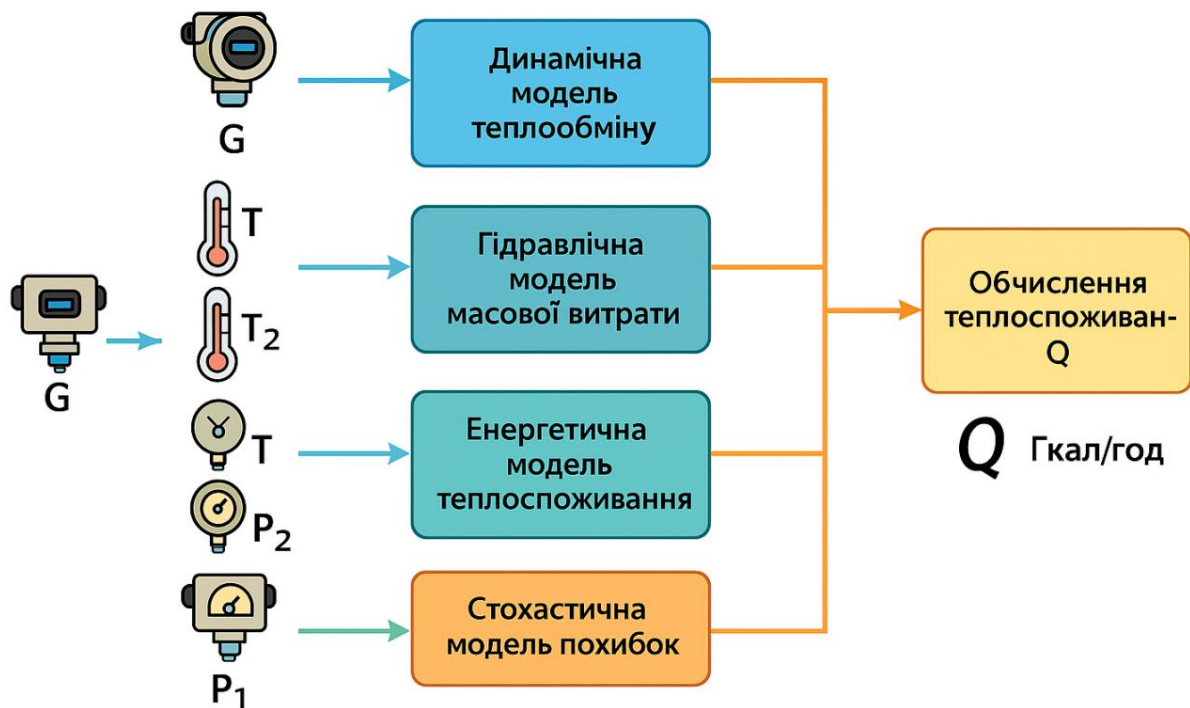 G
Динамічна
модель
теплообміну
T
T₂
Гідравлічна
модель
масової витрати
G
T
P₂
Енергетична
модель
теплоспоживання
P₁
Стохастична
модель похибок
Обчислення
теплоспоживан-
Q
Q Гкал/год